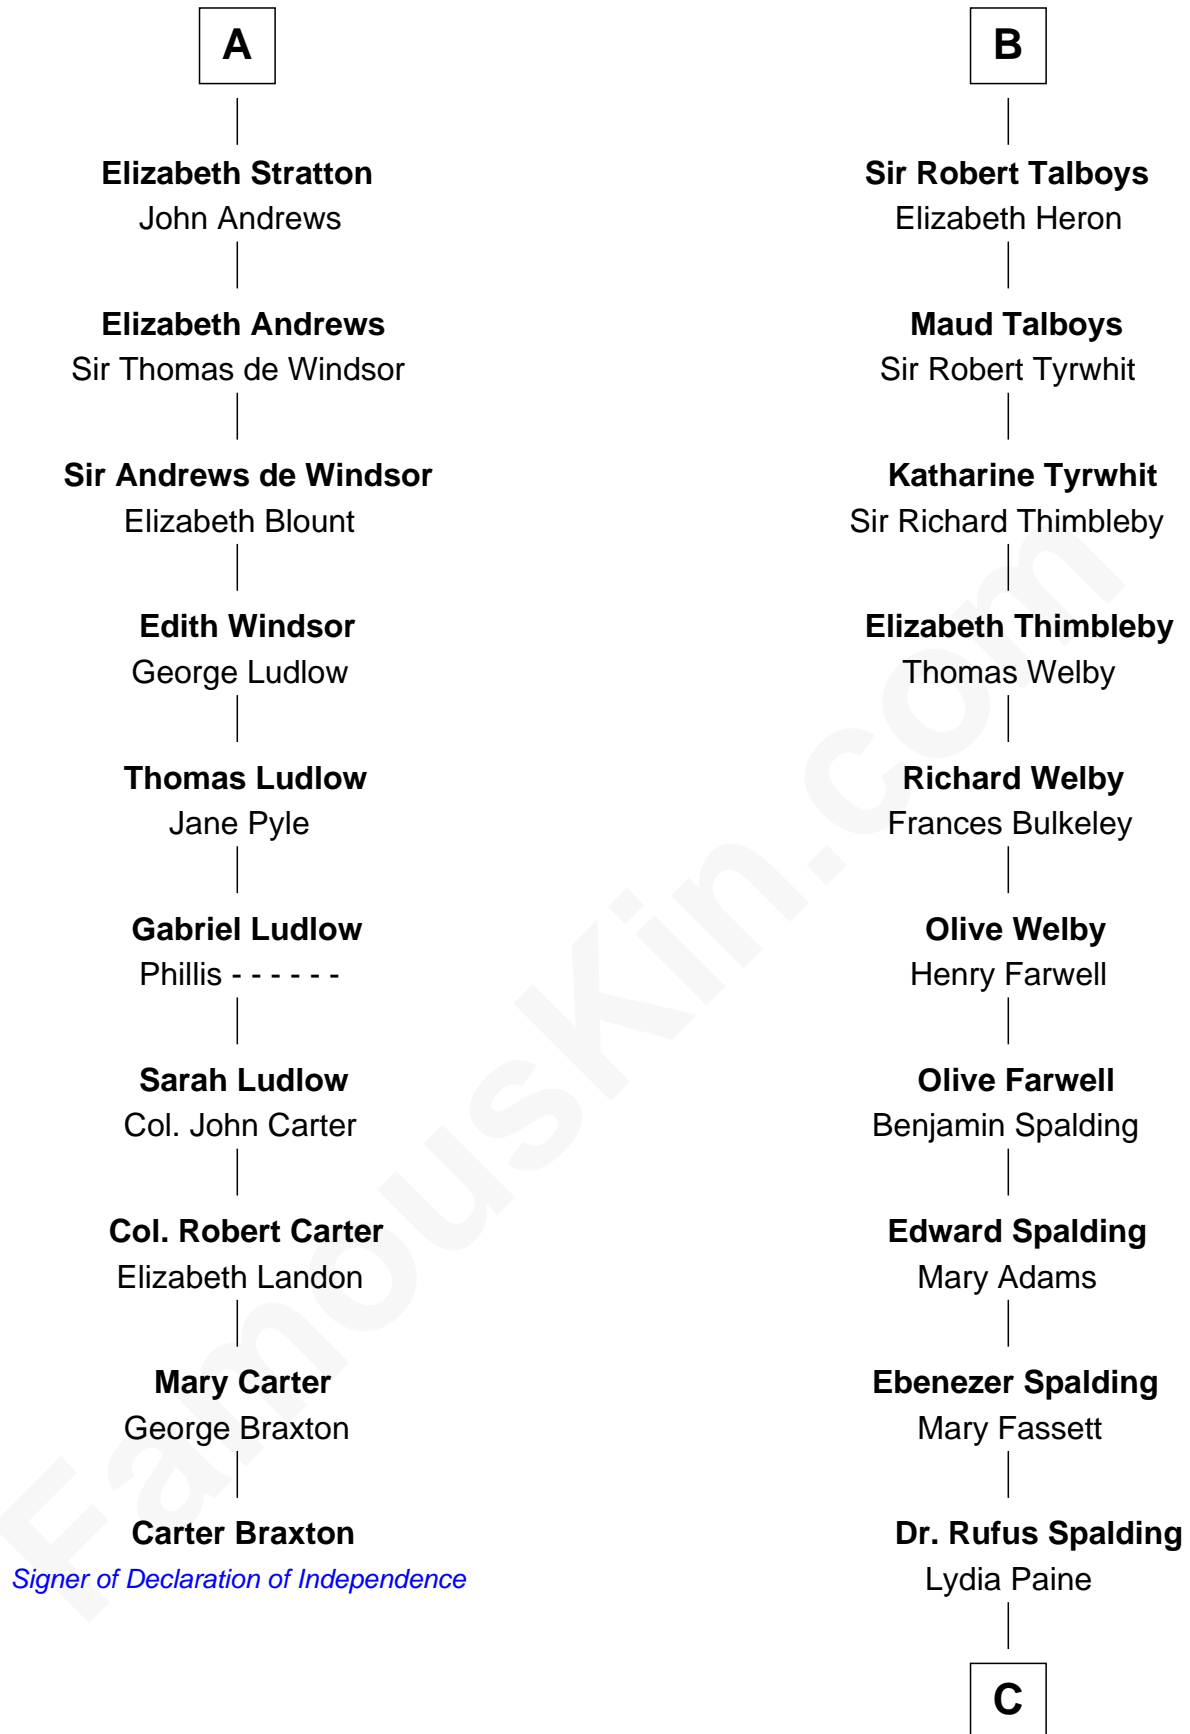 A
Elizabeth Stratton
John Andrews
Elizabeth Andrews
Sir Thomas de Windsor
Sir Andrews de Windsor
Elizabeth Blount
Edith Windsor
George Ludlow
Thomas Ludlow
Jane Pyle
Gabriel Ludlow
Phillis - - - - - -
Sarah Ludlow
Col. John Carter
Col. Robert Carter
Elizabeth Landon
Mary Carter
George Braxton
Carter Braxton
Signer of Declaration of Independence
B
Sir Robert Talboys
Elizabeth Heron
Maud Talboys
Sir Robert Tyrwhit
Katharine Tyrwhit
Sir Richard Thimbleby
Elizabeth Thimbleby
Thomas Welby
Richard Welby
Frances Bulkeley
Olive Welby
Henry Farwell
Olive Farwell
Benjamin Spalding
Edward Spalding
Mary Adams
Ebenezer Spalding
Mary Fassett
Dr. Rufus Spalding
Lydia Paine
C
FamousKin.com